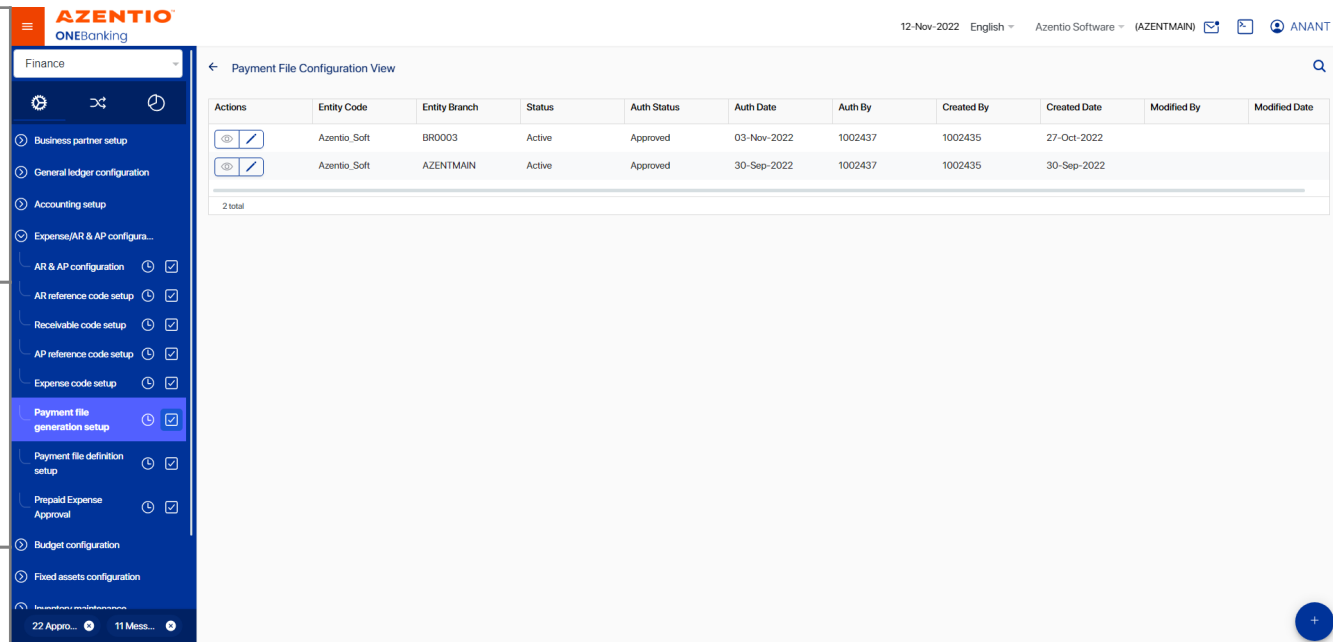 AZENTIO
ONEBanking
12-Nov-2022 English Azentio Software (AZENTMAIN) ANANT
Finance
Payment File Configuration View
Actions Entity Code Entity Branch Status Auth Status Auth Date Auth By Created By Created Date Modified By Modified Date
Azentio_Soft BR0003 Active Approved 03-Nov-2022 1002437 1002435 27-Oct-2022
Azentio_Soft AZENTMAIN Active Approved 30-Sep-2022 1002437 1002435 30-Sep-2022
2 total
Business partner setup
General ledger configuration
Accounting setup
Expense/AR & AP configura...
AR & AP configuration
AR reference code setup
Receivable code setup
AP reference code setup
Expense code setup
Payment file
generation setup
Payment file definition
setup
Prepaid Expense
Approval
Budget configuration
Fixed assets configuration
Inventory maintenance
22 Appro... 11 Mess...